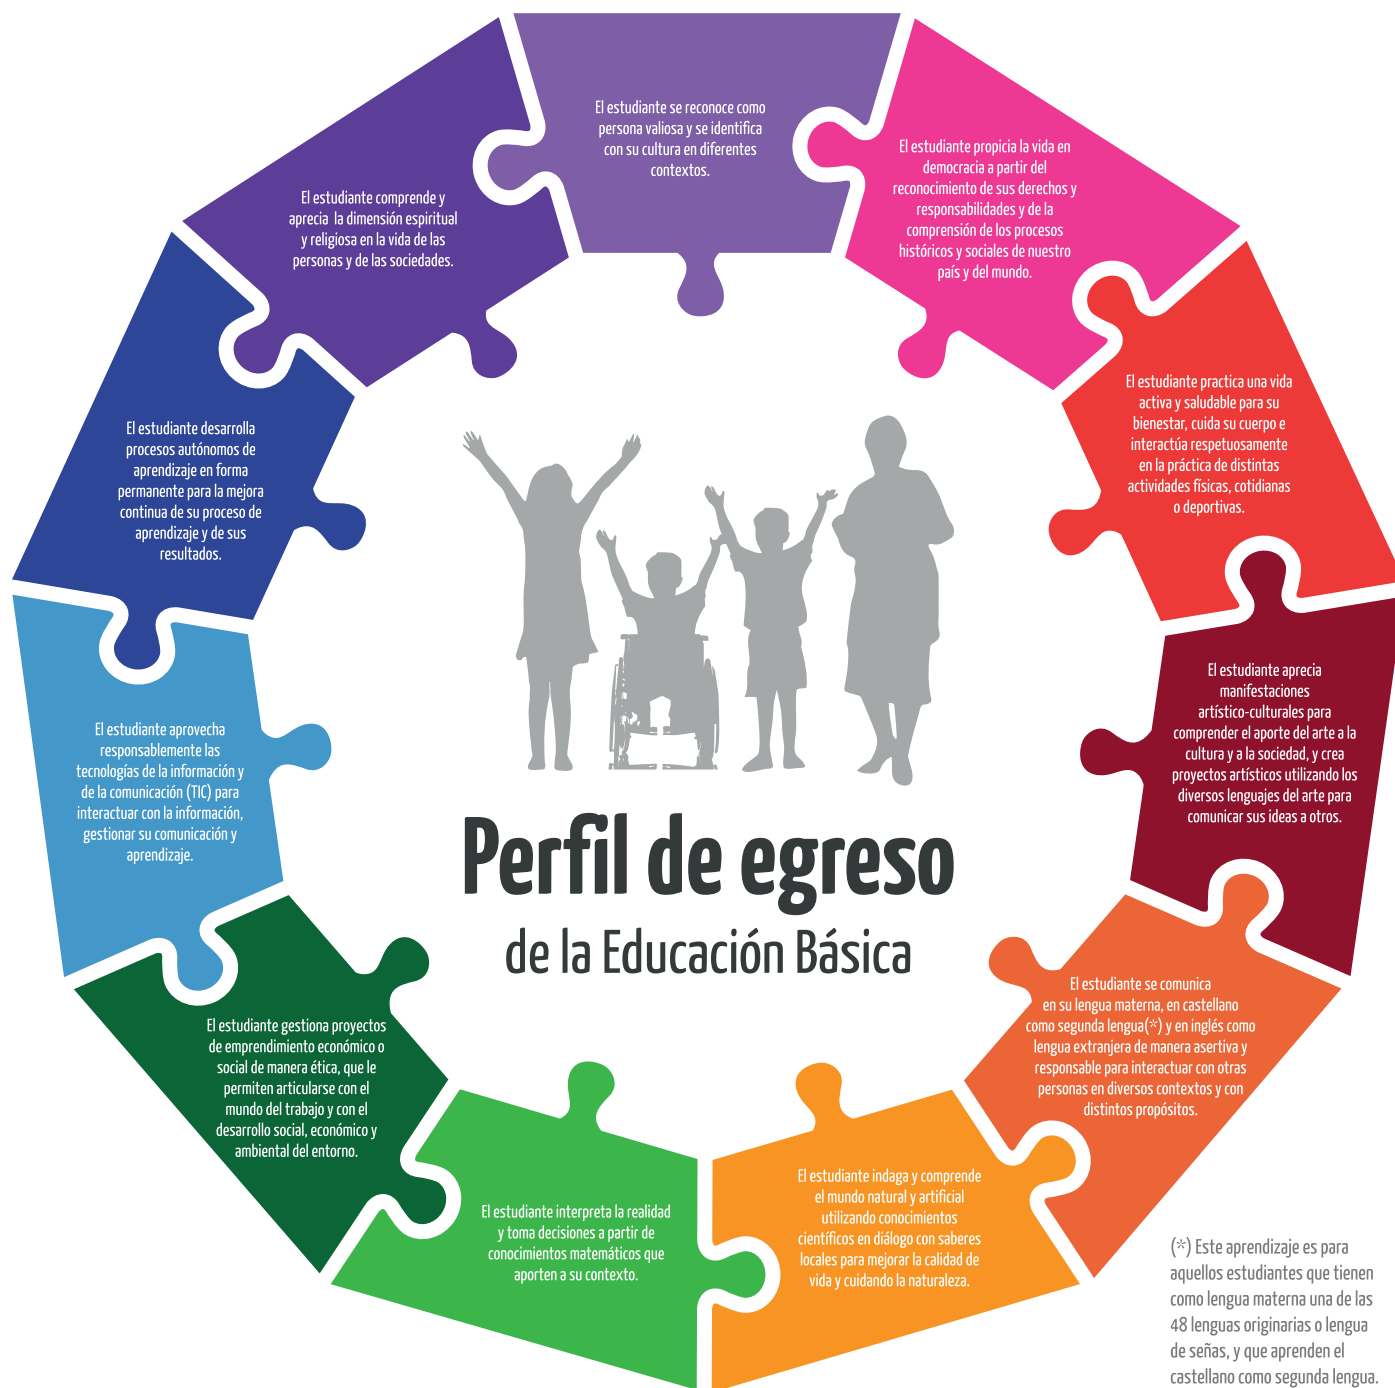 El estudiante se reconoce como
persona valiosa y se identifica
con su cultura en diferentes
contextos.
El estudiante propicia la vida en
democracia a partir del
reconocimiento de sus derechos y
responsabilidades y de la
comprensión de los procesos
históricos y sociales de nuestro
país y del mundo.
El estudiante practica una vida
activa y saludable para su
bienestar, cuida su cuerpo e
interactúa respetuosamente
en la práctica de distintas
actividades físicas, cotidianas
o deportivas.
El estudiante aprecia
manifestaciones
artístico-culturales para
comprender el aporte del arte a la
cultura y a la sociedad, y crea
proyectos artísticos utilizando los
diversos lenguajes del arte para
comunicar sus ideas a otros.
El estudiante se comunica
en su lengua materna, en castellano
como segunda lengua(*) y en inglés como
lengua extranjera de manera asertiva y
responsable para interactuar con otras
personas en diversos contextos y con
distintos propósitos.
El estudiante indaga y comprende
el mundo natural y artificial
utilizando conocimientos
científicos en diálogo con saberes
locales para mejorar la calidad de
vida y cuidando la naturaleza.
El estudiante interpreta la realidad
y toma decisiones a partir de
conocimientos matemáticos que
aporten a su contexto.
El estudiante gestiona proyectos
de emprendimiento económico o
social de manera ética, que le
permiten articularse con el
mundo del trabajo y con el
desarrollo social, económico y
ambiental del entorno.
El estudiante aprovecha
responsablemente las
tecnologías de la información y
de la comunicación (TIC) para
interactuar con la información,
gestionar su comunicación y
aprendizaje.
El estudiante desarrolla
procesos autónomos de
aprendizaje en forma
permanente para la mejora
continua de su proceso de
aprendizaje y de sus
resultados.
El estudiante comprende y
aprecia la dimensión espiritual
y religiosa en la vida de las
personas y de las sociedades.
Perfil de egreso
de la Educación Básica
(*) Este aprendizaje es para
aquellos estudiantes que tienen
como lengua materna una de las
48 lenguas originarias o lengua
de señas, y que aprenden el
castellano como segunda lengua.